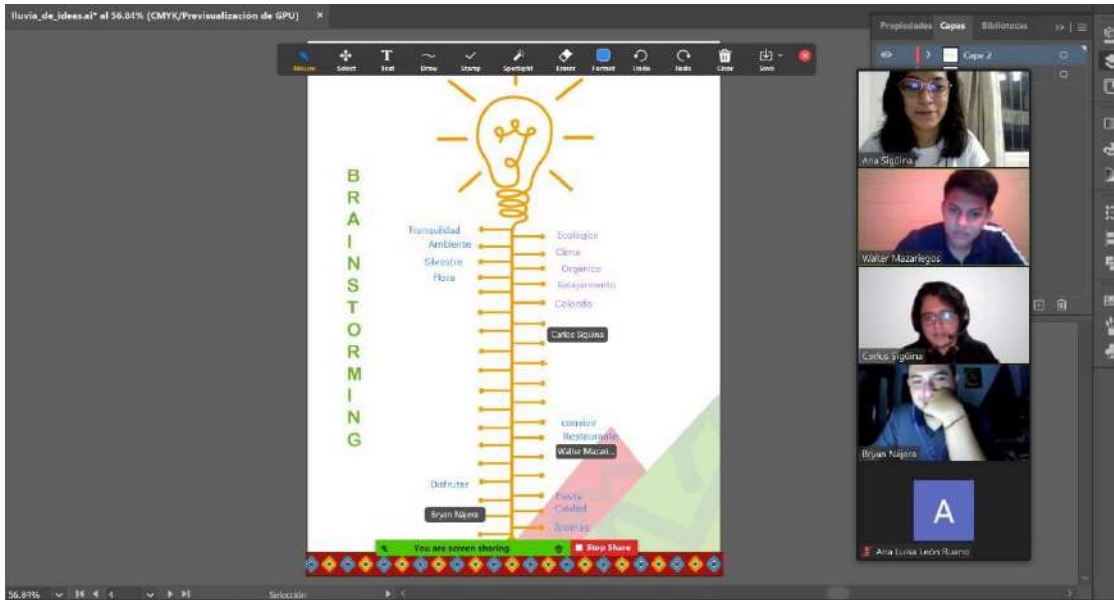 lluvia_de_ideas.ai* al 56.84% (CMYK/Previsualización de GPU) ×
Propiedades Capas Bibliotecas
Capa 2
Mouse Select Text Draw Stamp Spotlight Eraser Format Undo Redo Clear Save
BRAINSTORMING
Tranquilidad
Ambiente
Silvestre
Flora
Ecológico
Clima
Orgánico
Relajamiento
Colorido
Carlos Sigüina
convivir
Restaurante
Walter Mazari...
Disfrutar
Bryan Nájera
Calidad
You are screen sharing Stop Share
Ana Sigüina
Walter Mazariegos
Carlos Sigüina
Bryan Nájera
A
Ana Luisa León Ruano
56.84% 4 Selección